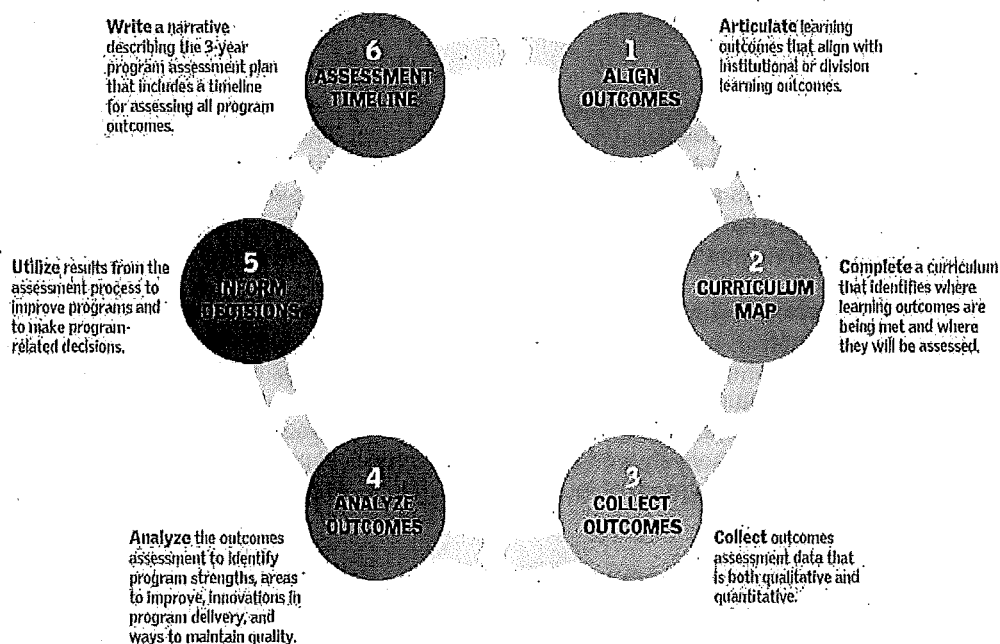 1
ALIGN
OUTCOMES
Articulate learning
outcomes that align with
institutional or division
learning outcomes.
2
CURRICULUM
MAP
Complete a curriculum
that identifies where
learning outcomes are
being met and where
they will be assessed.
3
COLLECT
OUTCOMES
Collect outcomes
assessment data that
is both qualitative and
quantitative.
4
ANALYZE
OUTCOMES
Analyze the outcomes
assessment to identify
program strengths, areas
to improve, innovations in
program delivery, and
ways to maintain quality.
5
INFORM
DECISIONS
Utilize results from the
assessment process to
improve programs and
to make program-
related decisions.
6
ASSESSMENT
TIMELINE
Write a narrative
describing the 3-year
program assessment plan
that includes a timeline
for assessing all program
outcomes.